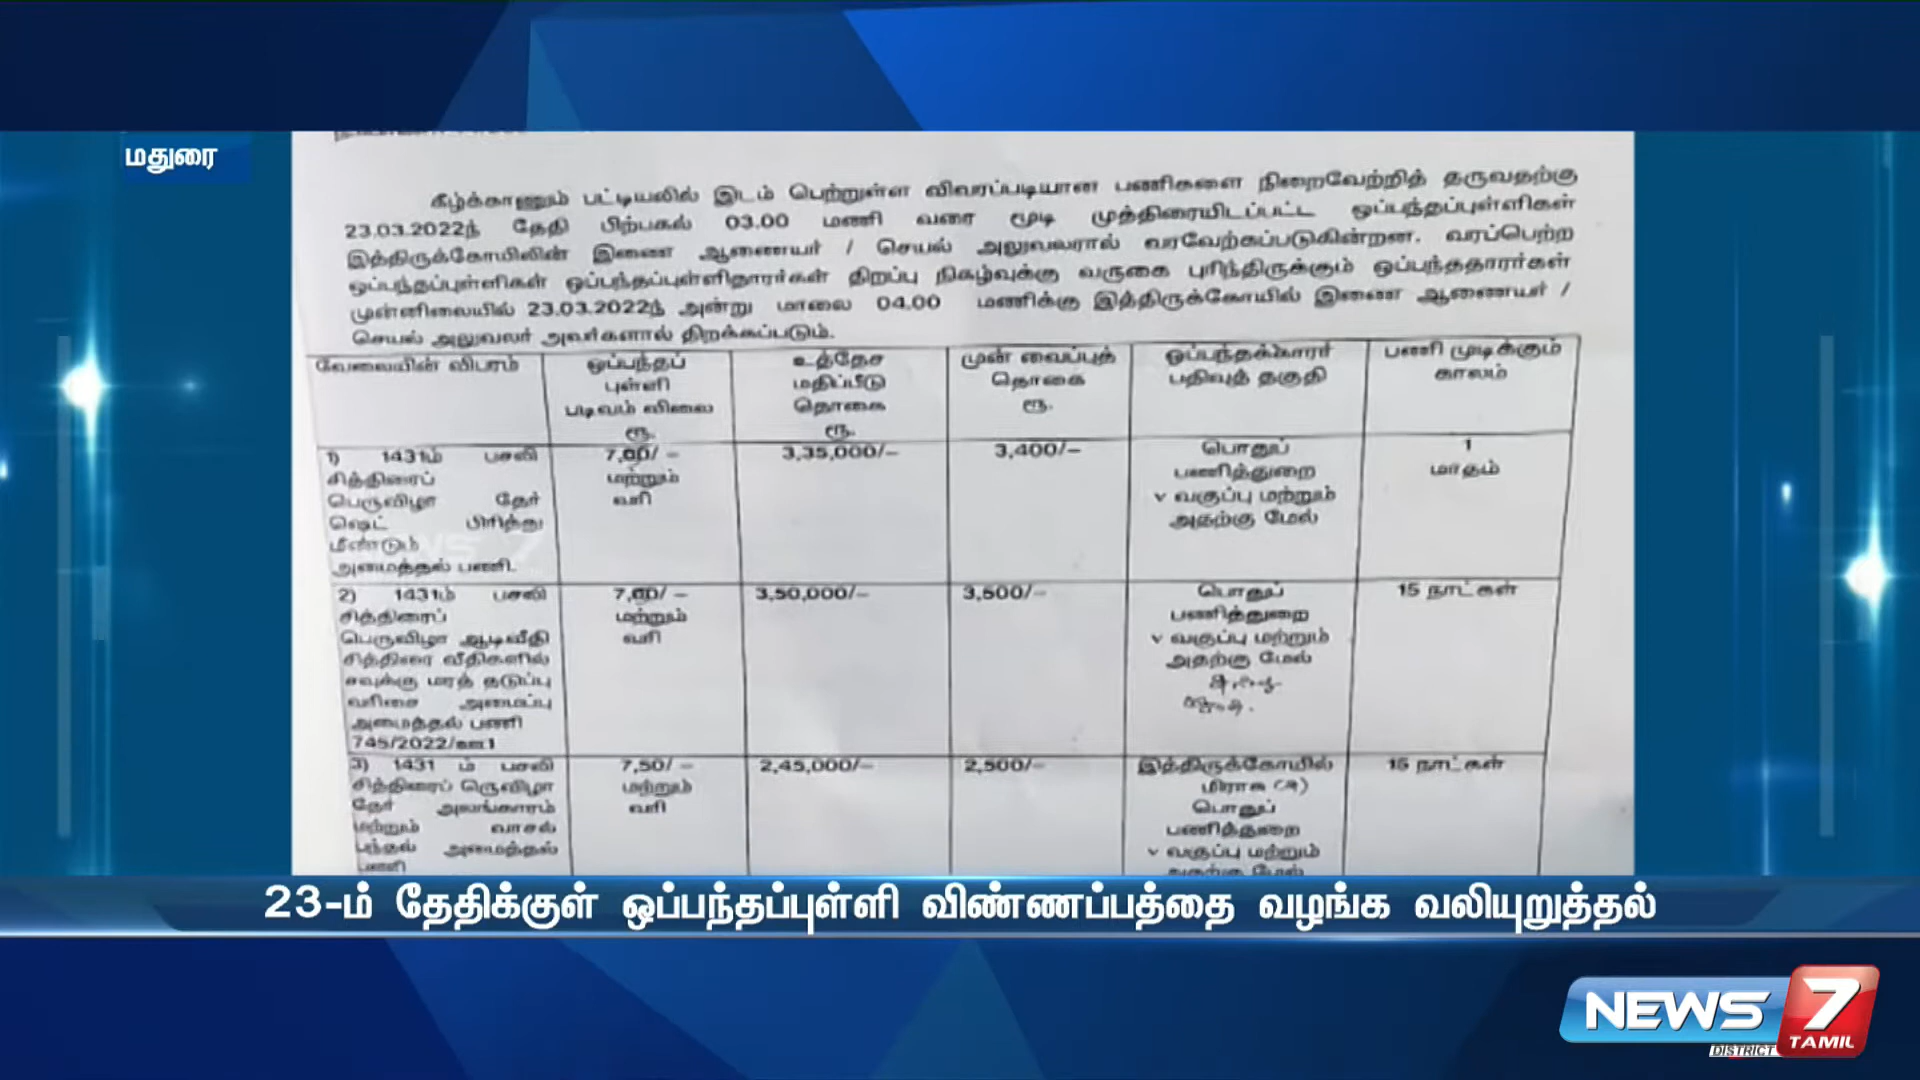 மதுரை
கீழ்க்காணும் பட்டியலில் இடம் பெற்றுள்ள விவரப்படியான பணிகளை நிறைவேற்றித் தருவதற்கு
23.03.2022ந் தேதி பிற்பகல் 03.00 மணி வரை மூடி முத்திரையிடப்பட்ட ஒப்பந்தப்புள்ளிகள்
இத்திருக்கோயிலின் இணை ஆணையர் / செயல் அலுவலரால் வரவேற்கப்படுகின்றன. வரப்பெற்ற
ஒப்பந்தப்புள்ளிகள் ஒப்பந்தப்புள்ளிதாரர்கள் திறப்பு நிகழ்வுக்கு வருகை புரிந்திருக்கும் ஒப்பந்ததாரர்கள்
முன்னிலையில் 23.03.2022ந் அன்று மாலை 04.00 மணிக்கு இத்திருக்கோயில் இணை ஆணையர் /
செயல் அலுவலர் அவர்களால் திறக்கப்படும்.
வேலையின் விபரம்
ஒப்பந்தப்
புள்ளி
படிவம் விலை
ரூ.
உத்தேச
மதிப்பீடு
தொகை
ரூ.
முன் வைப்புத்
தொகை
ரூ.
ஒப்பந்தக்காரர்
பதிவுத் தகுதி
பணி முடிக்கும்
காலம்
1) 1431ம் பசலி
சித்திரைப்
பெருவிழா தேர்
ஷெட் பிரித்து
மீண்டும்
அமைத்தல் பணி.
மற்றும்
வரி
3,35,000/-
3,400/-
பொதுப்
பணித்துறை
v வகுப்பு மற்றும்
அதற்கு மேல்
1
மாதம்
2) 1431ம் பசலி
சித்திரைப்
பெருவிழா ஆடிவீதி
சித்திரை வீதிகளில்
சவுக்கு மரத் தடுப்பு
வரிசை அமைப்பு
அமைத்தல் பணி
745/2022/
மற்றும்
வரி
3,50,000/-
3,500/-
பொதுப்
பணித்துறை
v வகுப்பு மற்றும்
அதற்கு மேல்
15 நாட்கள்
3) 1431 ம் பசலி
சித்திரைப் ருெவிழா
தேர் அலங்காரம்
மற்றும் வாசல்
பந்தல் அமைத்தல்
பணி
7,50/-
மற்றும்
வரி
2,45,000/-
2,500/-
இத்திருக்கோயில்
பொதுப்
பணித்துறை
v வகுப்பு மற்றும்
அதற்கு மேல்
15 நாட்கள்
23-ம் தேதிக்குள் ஒப்பந்தப்புள்ளி விண்ணப்பத்தை வழங்க வலியுறுத்தல்
NEWS 7
TAMIL
DISTRICT